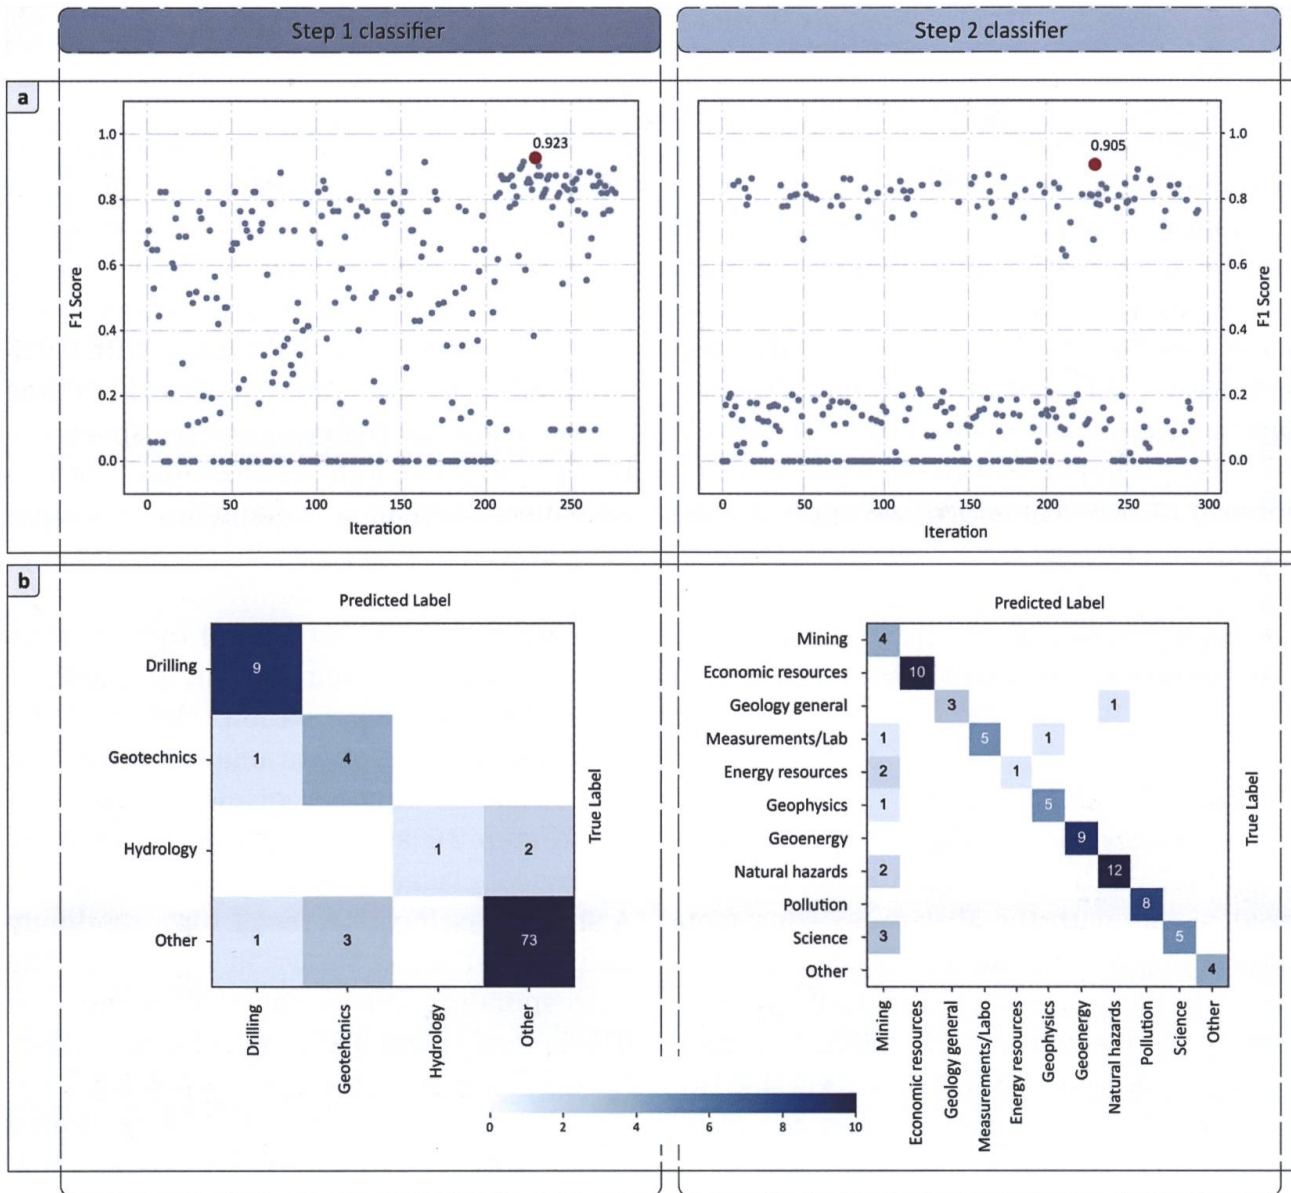 Step 1 classifier
Step 2 classifier
a
0.923
1.0
0.8
0.6
0.4
0.2
0.0
F1 Score
0 50 100 150 200 250
Iteration
0.905
1.0
0.8
0.6
0.4
0.2
0.0
F1 Score
0 50 100 150 200 250 300
Iteration
b
Predicted Label
Drilling 9
Geotechnics 1 4
Hydrology 1 2
Other 1 3 73
True Label
Drilling
Geotehcnics
Hydrology
Other
Predicted Label
Mining 4
Economic resources 10
Geology general 3 1
Measurements/Lab 1 5 1
Energy resources 2 1
Geophysics 1 5
Geoenergy 9
Natural hazards 2 12
Pollution 8
Science 3 5
Other 4
True Label
Mining
Economic resources
Geology general
Measurements/Labo
Energy resources
Geophysics
Geoenergy
Natural hazards
Pollution
Science
Other
0 2 4 6 8 10